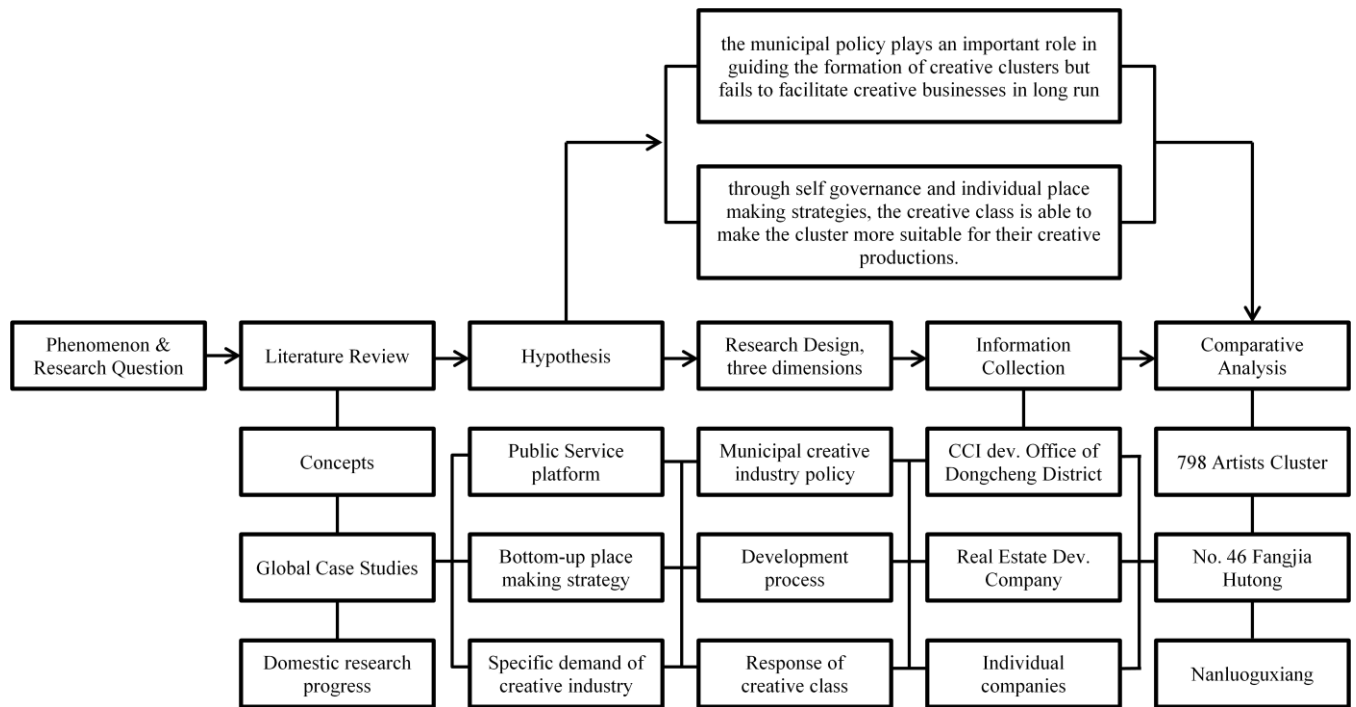 the municipal policy plays an important role in
guiding the formation of creative clusters but
fails to facilitate creative businesses in long run
through self governance and individual place
making strategies, the creative class is able to
make the cluster more suitable for their creative
productions.
Phenomenon &
Research Question
Literature Review
Hypothesis
Research Design,
three dimensions
Information
Collection
Comparative
Analysis
Concepts
Public Service
platform
Municipal creative
industry policy
CCI dev. Office of
Dongcheng District
798 Artists Cluster
Global Case Studies
Bottom-up place
making strategy
Development
process
Real Estate Dev.
Company
No. 46 Fangjia
Hutong
Domestic research
progress
Specific demand of
creative industry
Response of
creative class
Individual
companies
Nanluoguxiang